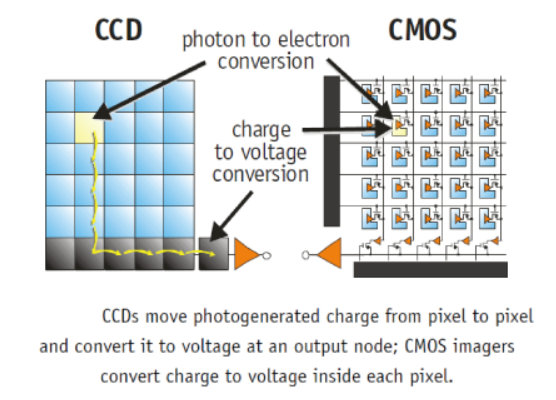 CCD
CMOS
photon to electron
conversion
charge
to voltage
conversion
CCDs move photogenerated charge from pixel to pixel
and convert it to voltage at an output node; CMOS imagers
convert charge to voltage inside each pixel.